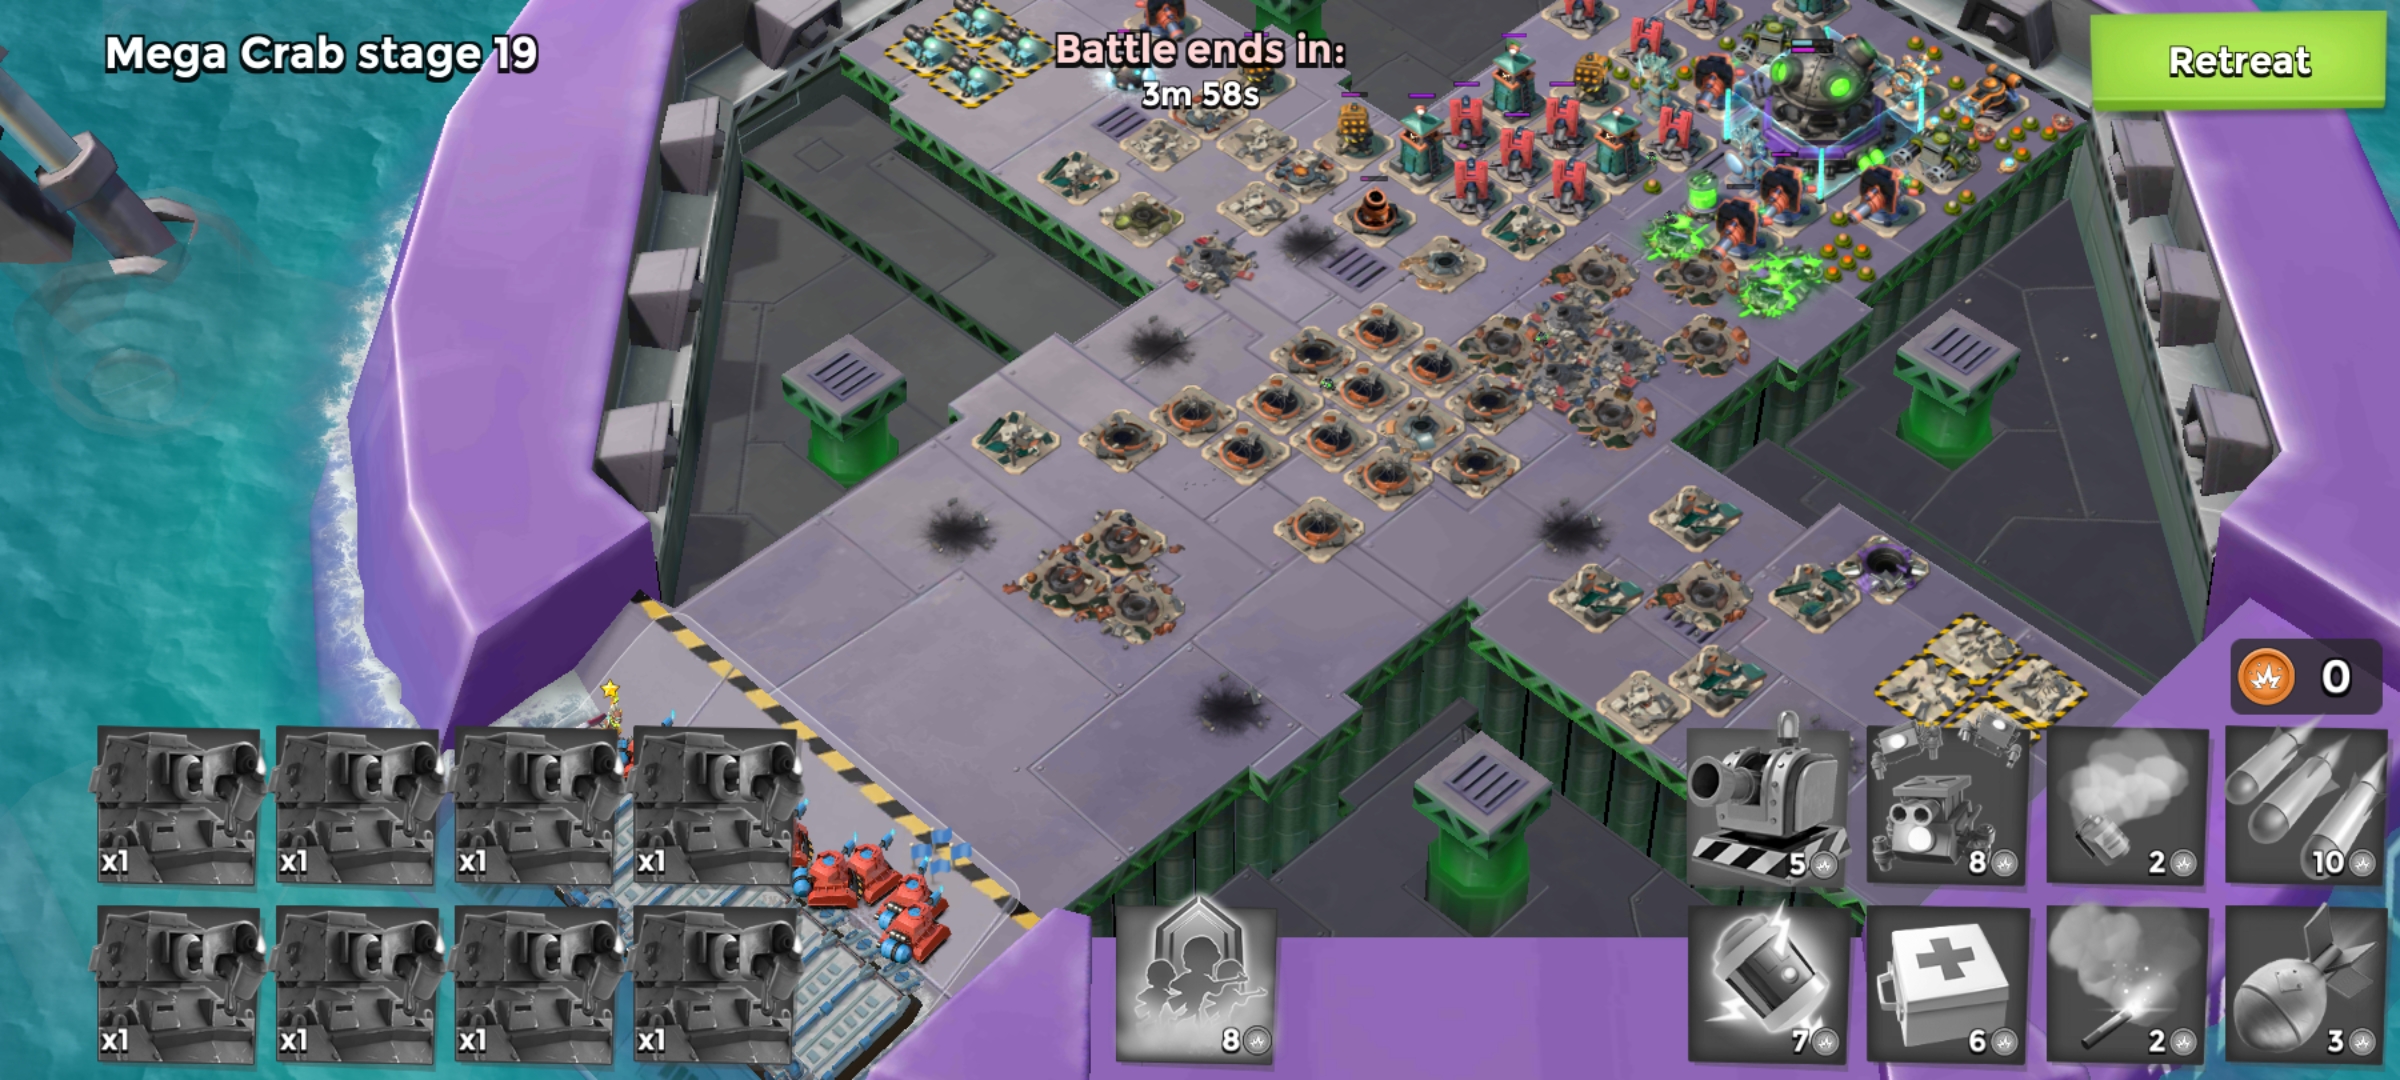 Mega Crab stage 19
Battle ends in:
3m 58s
Retreat
0
x1
x1
x1
x1
5
8
2
10
x1
x1
x1
x1
8
7
6
2
3